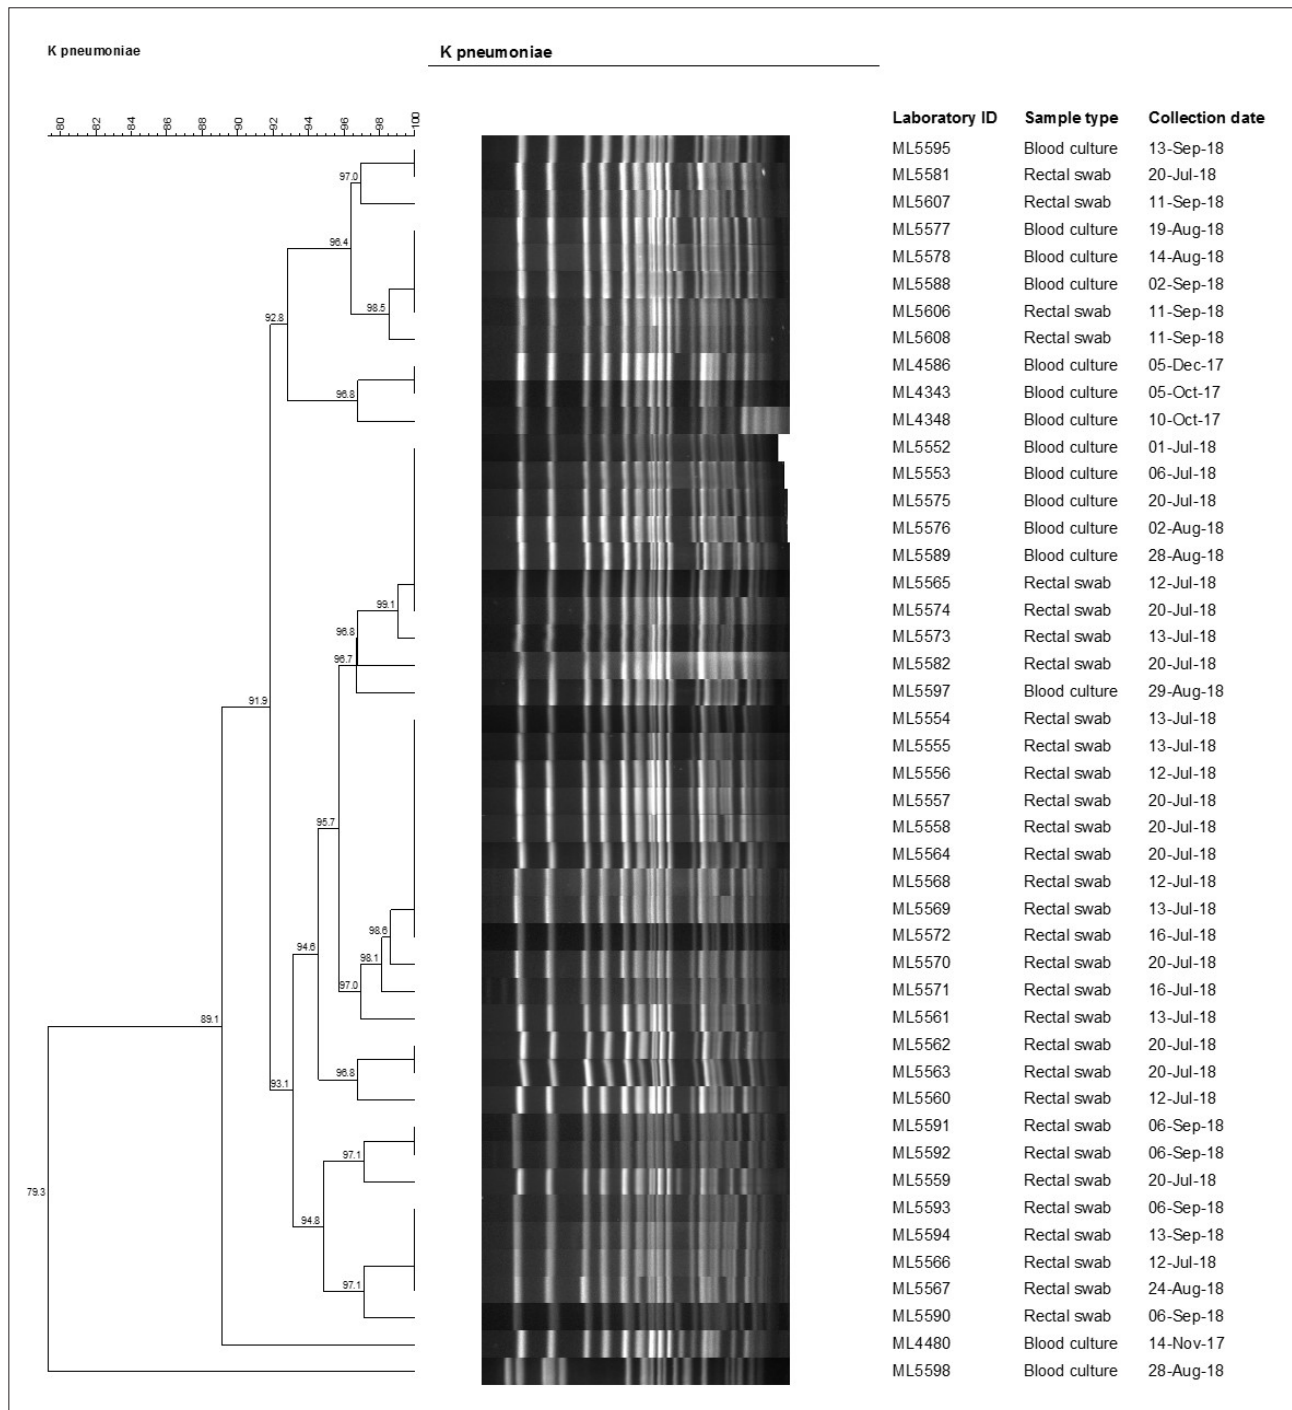 K pneumoniae K pneumoniae
80 82 84 86 88 90 92 94 96 98 100
Laboratory ID Sample type Collection date
ML5595 Blood culture 13-Sep-18
97.0 ML5581 Rectal swab 20-Jul-18
ML5607 Rectal swab 11-Sep-18
ML5577 Blood culture 19-Aug-18
96.4 ML5578 Blood culture 14-Aug-18
ML5588 Blood culture 02-Sep-18
98.5 ML5606 Rectal swab 11-Sep-18
92.8 ML5608 Rectal swab 11-Sep-18
ML4586 Blood culture 05-Dec-17
96.8 ML4343 Blood culture 05-Oct-17
ML4348 Blood culture 10-Oct-17
ML5552 Blood culture 01-Jul-18
ML5553 Blood culture 06-Jul-18
ML5575 Blood culture 20-Jul-18
ML5576 Blood culture 02-Aug-18
ML5589 Blood culture 28-Aug-18
ML5565 Rectal swab 12-Jul-18
99.1 ML5574 Rectal swab 20-Jul-18
96.8 ML5573 Rectal swab 13-Jul-18
96.7 ML5582 Rectal swab 20-Jul-18
91.9 ML5597 Blood culture 29-Aug-18
ML5554 Rectal swab 13-Jul-18
ML5555 Rectal swab 13-Jul-18
ML5556 Rectal swab 12-Jul-18
ML5557 Rectal swab 20-Jul-18
95.7 ML5558 Rectal swab 20-Jul-18
ML5564 Rectal swab 20-Jul-18
ML5568 Rectal swab 12-Jul-18
ML5569 Rectal swab 13-Jul-18
98.6 ML5572 Rectal swab 16-Jul-18
94.6 98.1 ML5570 Rectal swab 20-Jul-18
97.0 ML5571 Rectal swab 16-Jul-18
89.1 ML5561 Rectal swab 13-Jul-18
ML5562 Rectal swab 20-Jul-18
96.8 ML5563 Rectal swab 20-Jul-18
93.1 ML5560 Rectal swab 12-Jul-18
ML5591 Rectal swab 06-Sep-18
97.1 ML5592 Rectal swab 06-Sep-18
ML5559 Rectal swab 20-Jul-18
79.3 ML5593 Rectal swab 06-Sep-18
94.8 ML5594 Rectal swab 13-Sep-18
ML5566 Rectal swab 12-Jul-18
97.1 ML5567 Rectal swab 24-Aug-18
ML5590 Rectal swab 06-Sep-18
ML4480 Blood culture 14-Nov-17
ML5598 Blood culture 28-Aug-18